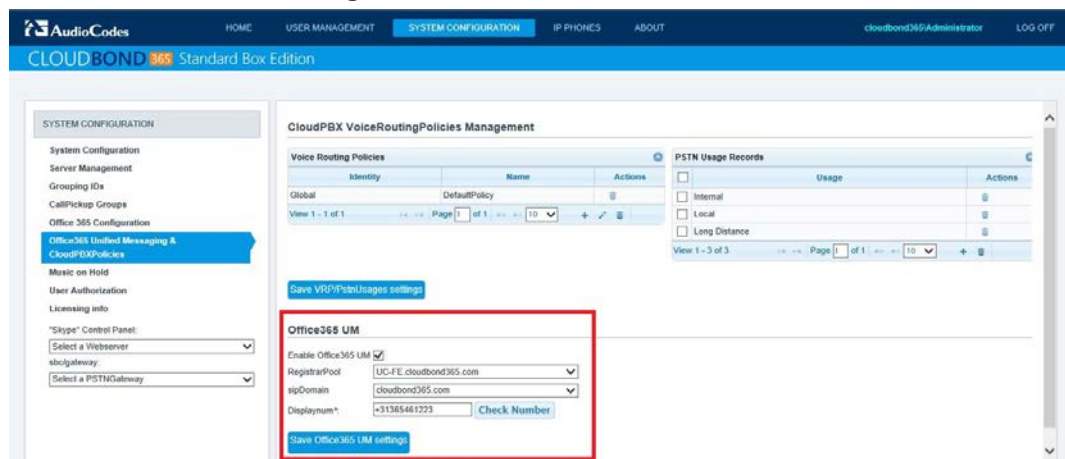 AudioCodes HOME USER MANAGEMENT SYSTEM CONFIGURATION IP PHONES ABOUT cloudbond365\Administrator LOG OFF
CLOUDBOND 365 Standard Box Edition
SYSTEM CONFIGURATION
System Configuration
Server Management
Grouping IDs
CallPickup Groups
Office 365 Configuration
Office365 Unified Messaging &
CloudPBXPolicies
Music on Hold
User Authorization
Licensing info
"Skype" Control Panel:
Select a Webserver
sbc/gateway:
Select a PSTNGateway
CloudPBX VoiceRoutingPolicies Management
Voice Routing Policies
Identity Name Actions
Global DefaultPolicy
View 1 - 1 of 1 Page 1 of 1 10
PSTN Usage Records
Usage Actions
Internal
Local
Long Distance
View 1 - 3 of 3 Page 1 of 1 10
Save VRP/PstnUsages settings
Office365 UM
Enable Office365 UM
RegistrarPool UC-FE.cloudbond365.com
sipDomain cloudbond365.com
Displaynum*: +31365461223 Check Number
Save Office365 UM settings